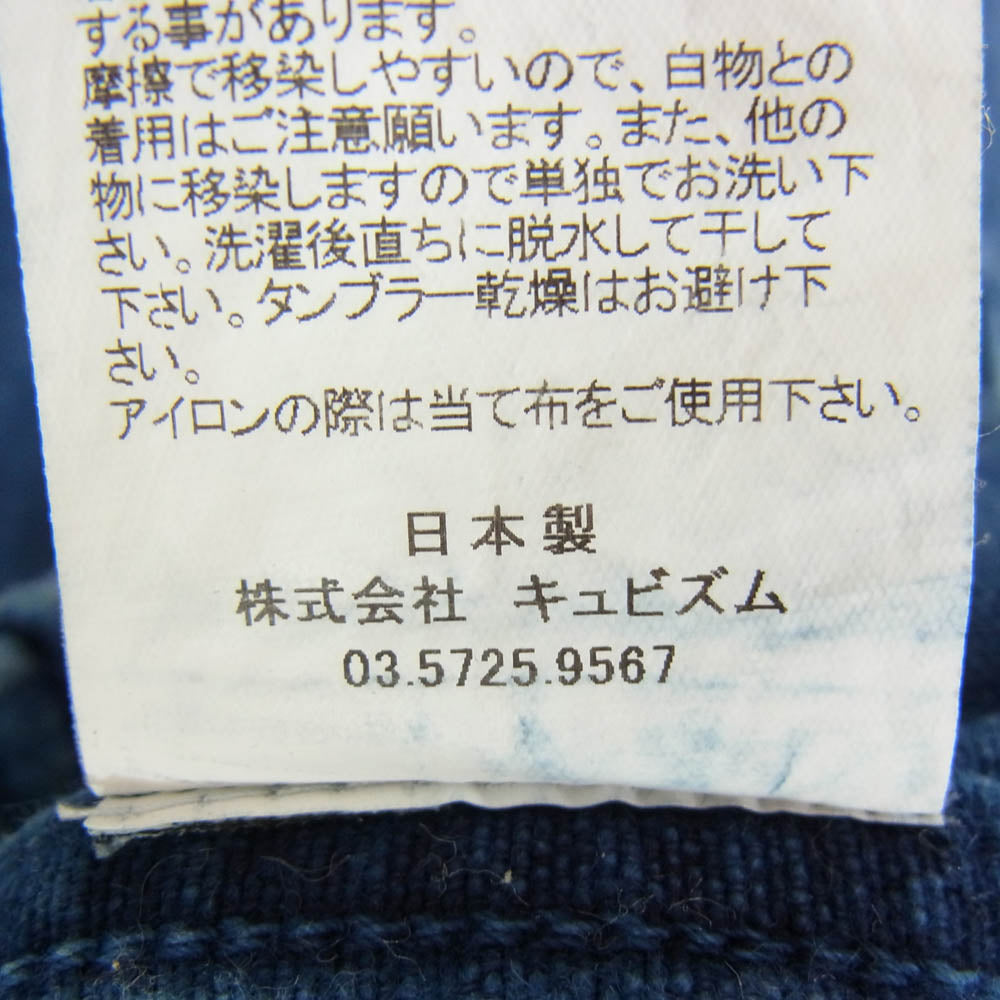 する事があります。
摩擦で移染しやすいので、白物との
着用はご注意願います。また、他の
物に移染しますので単独でお洗い下
さい。洗濯後直ちに脱水して干して
下さい。タンブラー乾燥はお避け下
さい。
アイロンの際は当て布をご使用下さい。
日本製
株式会社 キュビズム
03.5725.9567